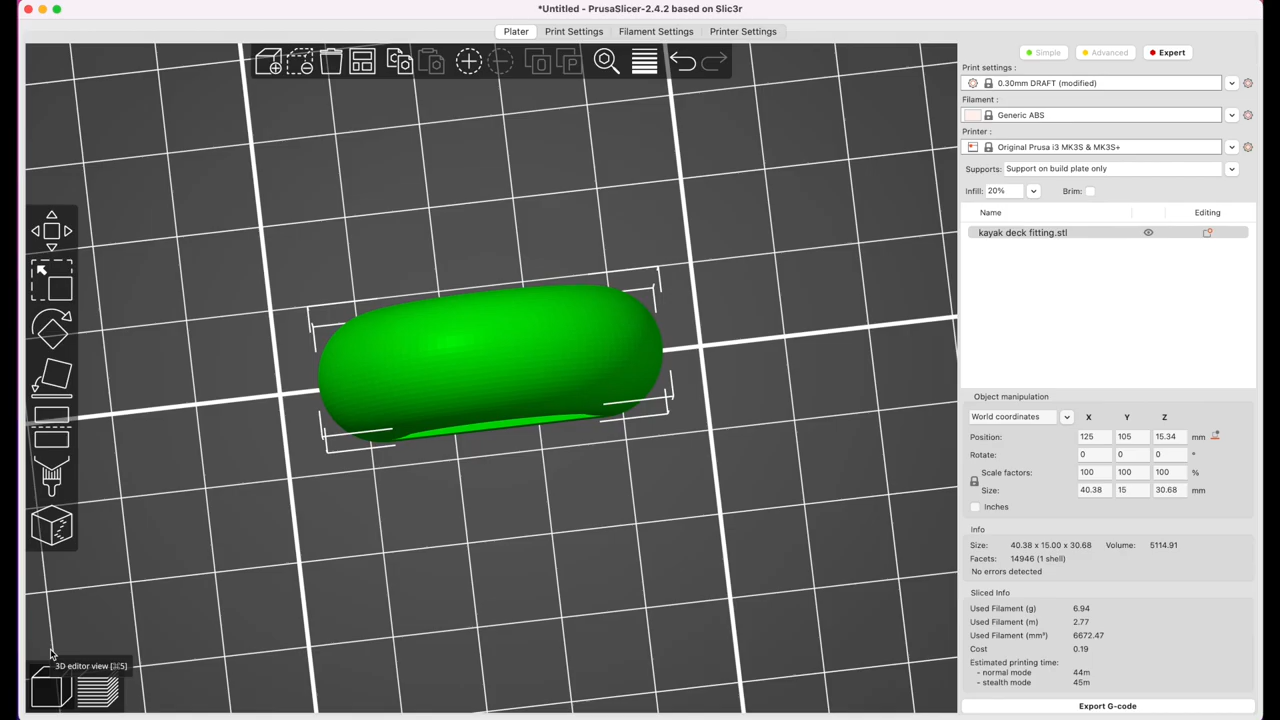 *Untitled - PrusaSlicer-2.4.2 based on Slic3r
Plater Print Settings Filament Settings Printer Settings
Simple Advanced Expert
Print settings :
0.30mm DRAFT (modified)
Filament :
Generic ABS
Printer :
Original Prusa i3 MK3S & MK3S+
Supports: Support on build plate only
Infill: 20% Brim:
Name Editing
kayak deck fitting.stl
Object manipulation
World coordinates X Y Z
Position: 125 105 15.34 mm
Rotate: 0 0 0 °
Scale factors: 100 100 100 %
Size: 40.38 15 30.68 mm
Inches
Info
Size: 40.38 x 15.00 x 30.68 Volume: 5114.91
Facets: 14946 (1 shell)
No errors detected
Sliced Info
Used Filament (g) 6.94
Used Filament (m) 2.77
Used Filament (mm³) 6672.47
Cost 0.19
Estimated printing time:
- normal mode 44m
- stealth mode 45m
3D editor view [⌘5]
Export G-code